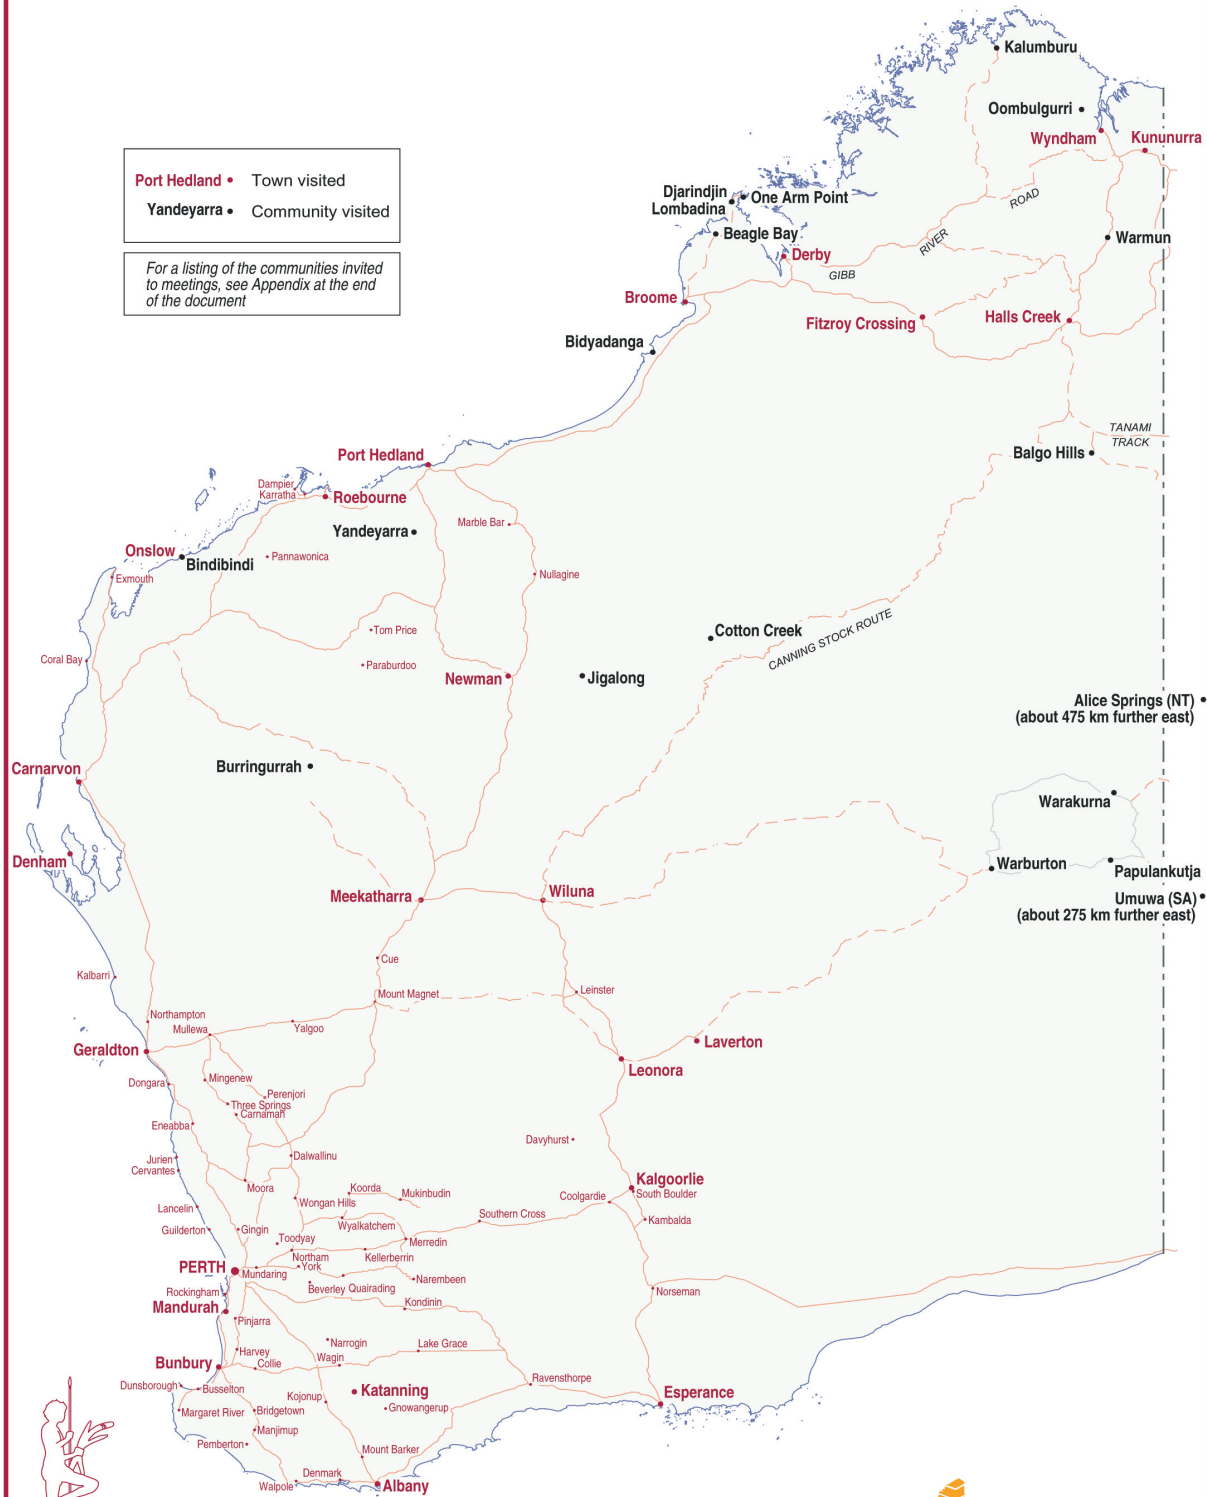 Kalumburu
Oombulgurri
Wyndham
Kununurra
Port Hedland
Town visited
Yandeyarra
Community visited
For a listing of the communities invited
to meetings, see Appendix at the end
of the document
Djarindjin
Lombadina
One Arm Point
Beagle Bay
Derby
ROAD
RIVER
GIBB
Warmun
Broome
Fitzroy Crossing
Halls Creek
Bidyadanga
TANAMI
TRACK
Balgo Hills
Port Hedland
Dampier
Karratha
Roebourne
Yandeyarra
Marble Bar
Onslow
Bindibindi
Pannawonica
Exmouth
Nullagine
Tom Price
Cotton Creek
CANNING STOCK ROUTE
Coral Bay
Paraburdoo
Newman
Jigalong
Alice Springs (NT)
(about 475 km further east)
Carnarvon
Burringurrah
Warakurna
Denham
Warburton
Papulankutja
Meekatharra
Wiluna
Umuwa (SA)
(about 275 km further east)
Cue
Kalbarri
Mount Magnet
Leinster
Northampton
Mullewa
Yalgoo
Geraldton
Laverton
Leonora
Dongara
Mingenew
Perenjori
Three Springs
Carnamah
Eneabba
Davyhurst
Jurien
Cervantes
Dalwallinu
Moora
Kalgoorlie
South Boulder
Koorda
Mukinbudin
Coolgardie
Wongan Hills
Lancelin
Guilderton
Gingin
Wyalkatchem
Southern Cross
Kambalda
Toodyay
Merredin
Northam
Kellerberrin
PERTH
Mundaring
York
Beverley
Quairading
Narembeen
Rockingham
Mandurah
Kondinin
Norseman
Pinjarra
Narrogin
Lake Grace
Harvey
Wagin
Bunbury
Collie
Dunsborough
Busselton
Katanning
Ravensthorpe
Esperance
Kojonup
Gnowangerup
Margaret River
Bridgetown
Manjimup
Pemberton
Mount Barker
Denmark
Walpole
Albany